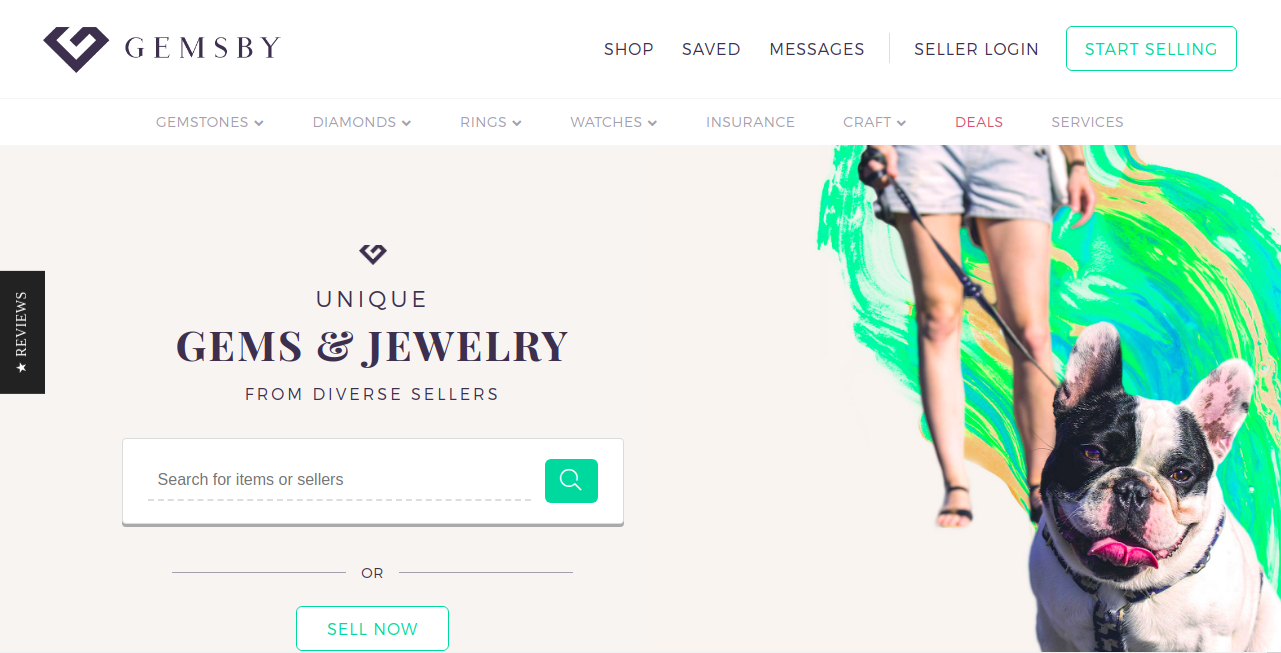 GEMSBY
SHOP SAVED MESSAGES SELLER LOGIN START SELLING
GEMSTONES DIAMONDS RINGS WATCHES INSURANCE CRAFT DEALS SERVICES
★ REVIEWS
UNIQUE
GEMS & JEWELRY
FROM DIVERSE SELLERS
Search for items or sellers
OR
SELL NOW